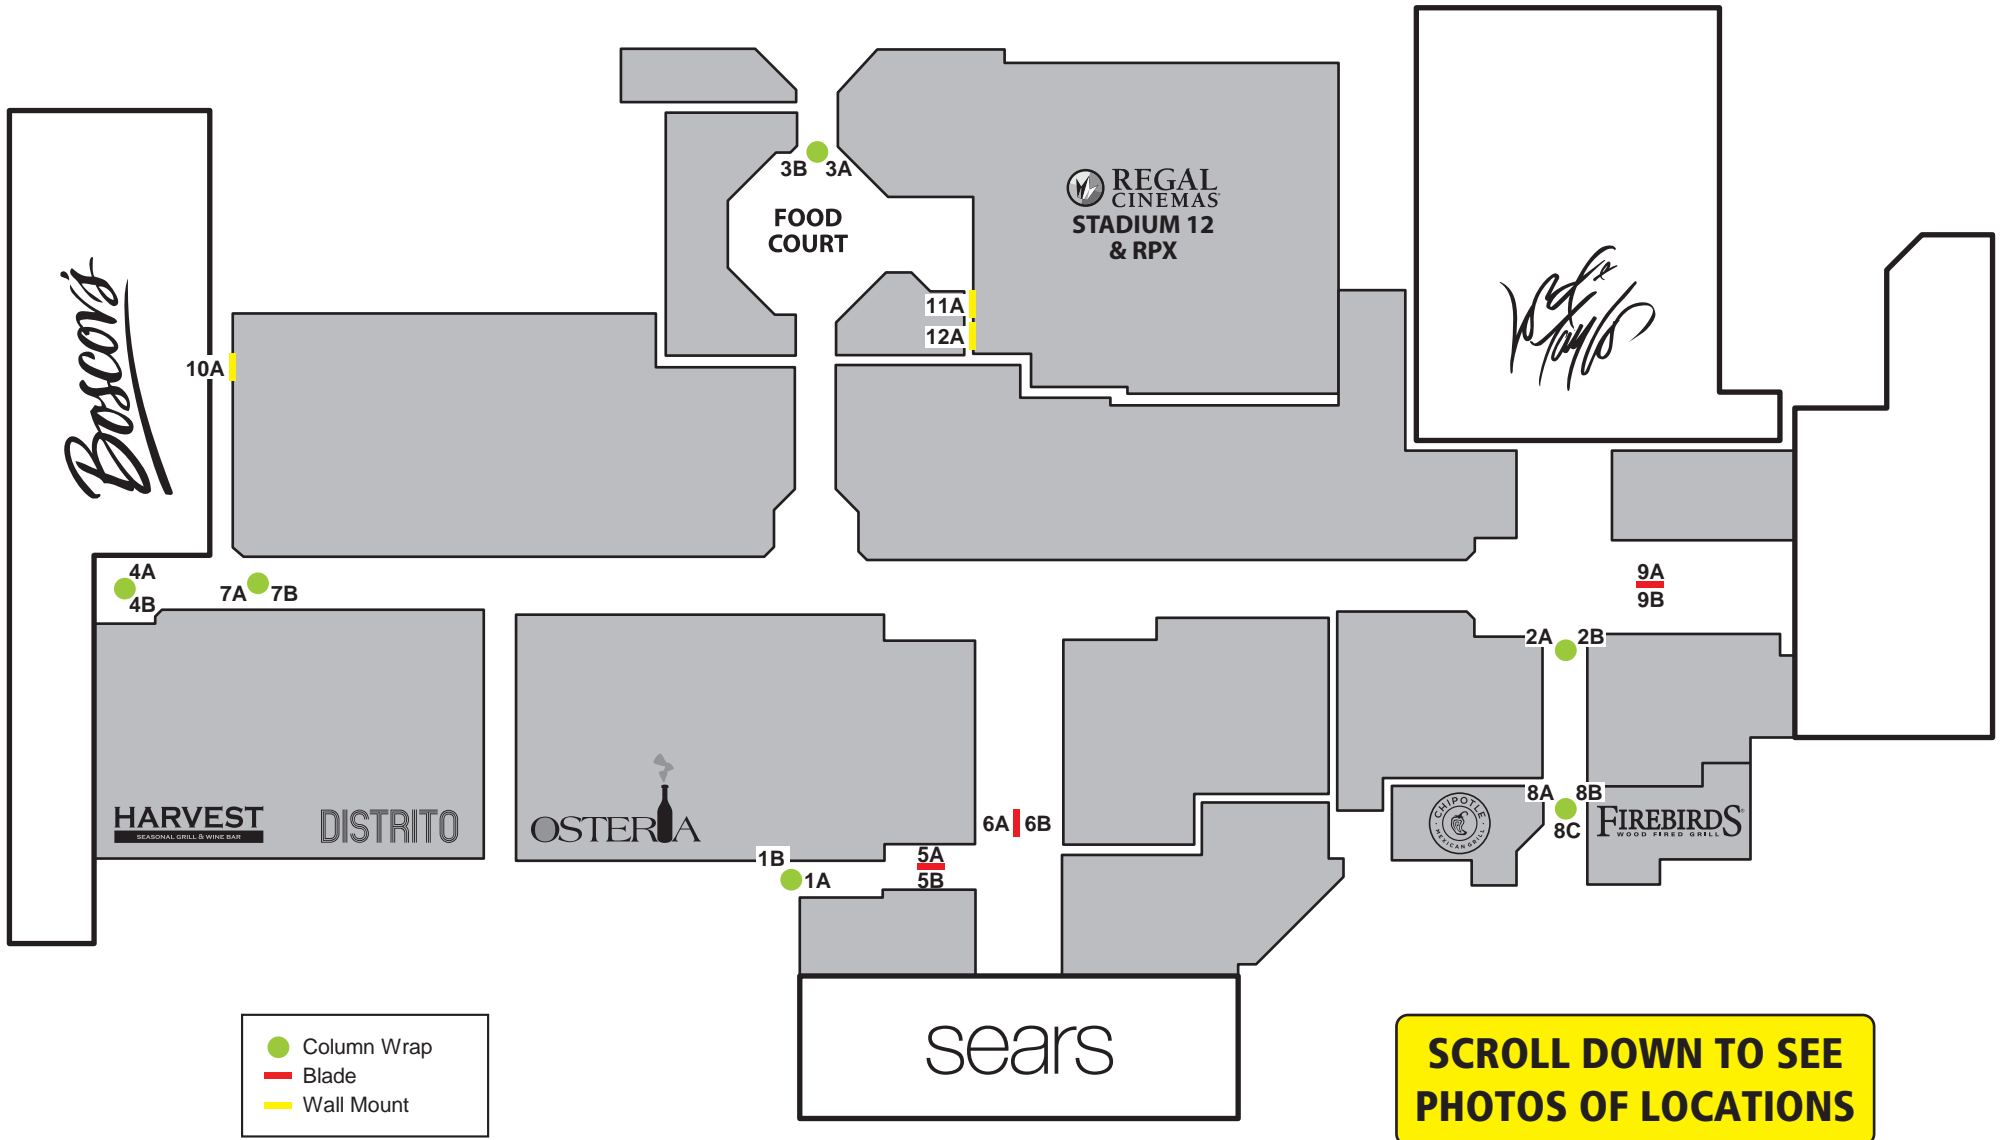 3B
3A
FOOD
COURT
REGAL
CINEMAS
STADIUM 12
& RPX
Lord & Taylor
Boscov's
11A
12A
10A
4A
4B
7A
7B
9A
9B
2A
2B
HARVEST
SEASONAL GRILL & WINE BAR
DISTRITO
OSTERIA
6A
6B
8A
8B
8C
CHIPOTLE
MEXICAN GRILL
FIREBIRDS
WOOD FIRED GRILL
1B
1A
5A
5B
sears
Column Wrap
Blade
Wall Mount
SCROLL DOWN TO SEE
PHOTOS OF LOCATIONS